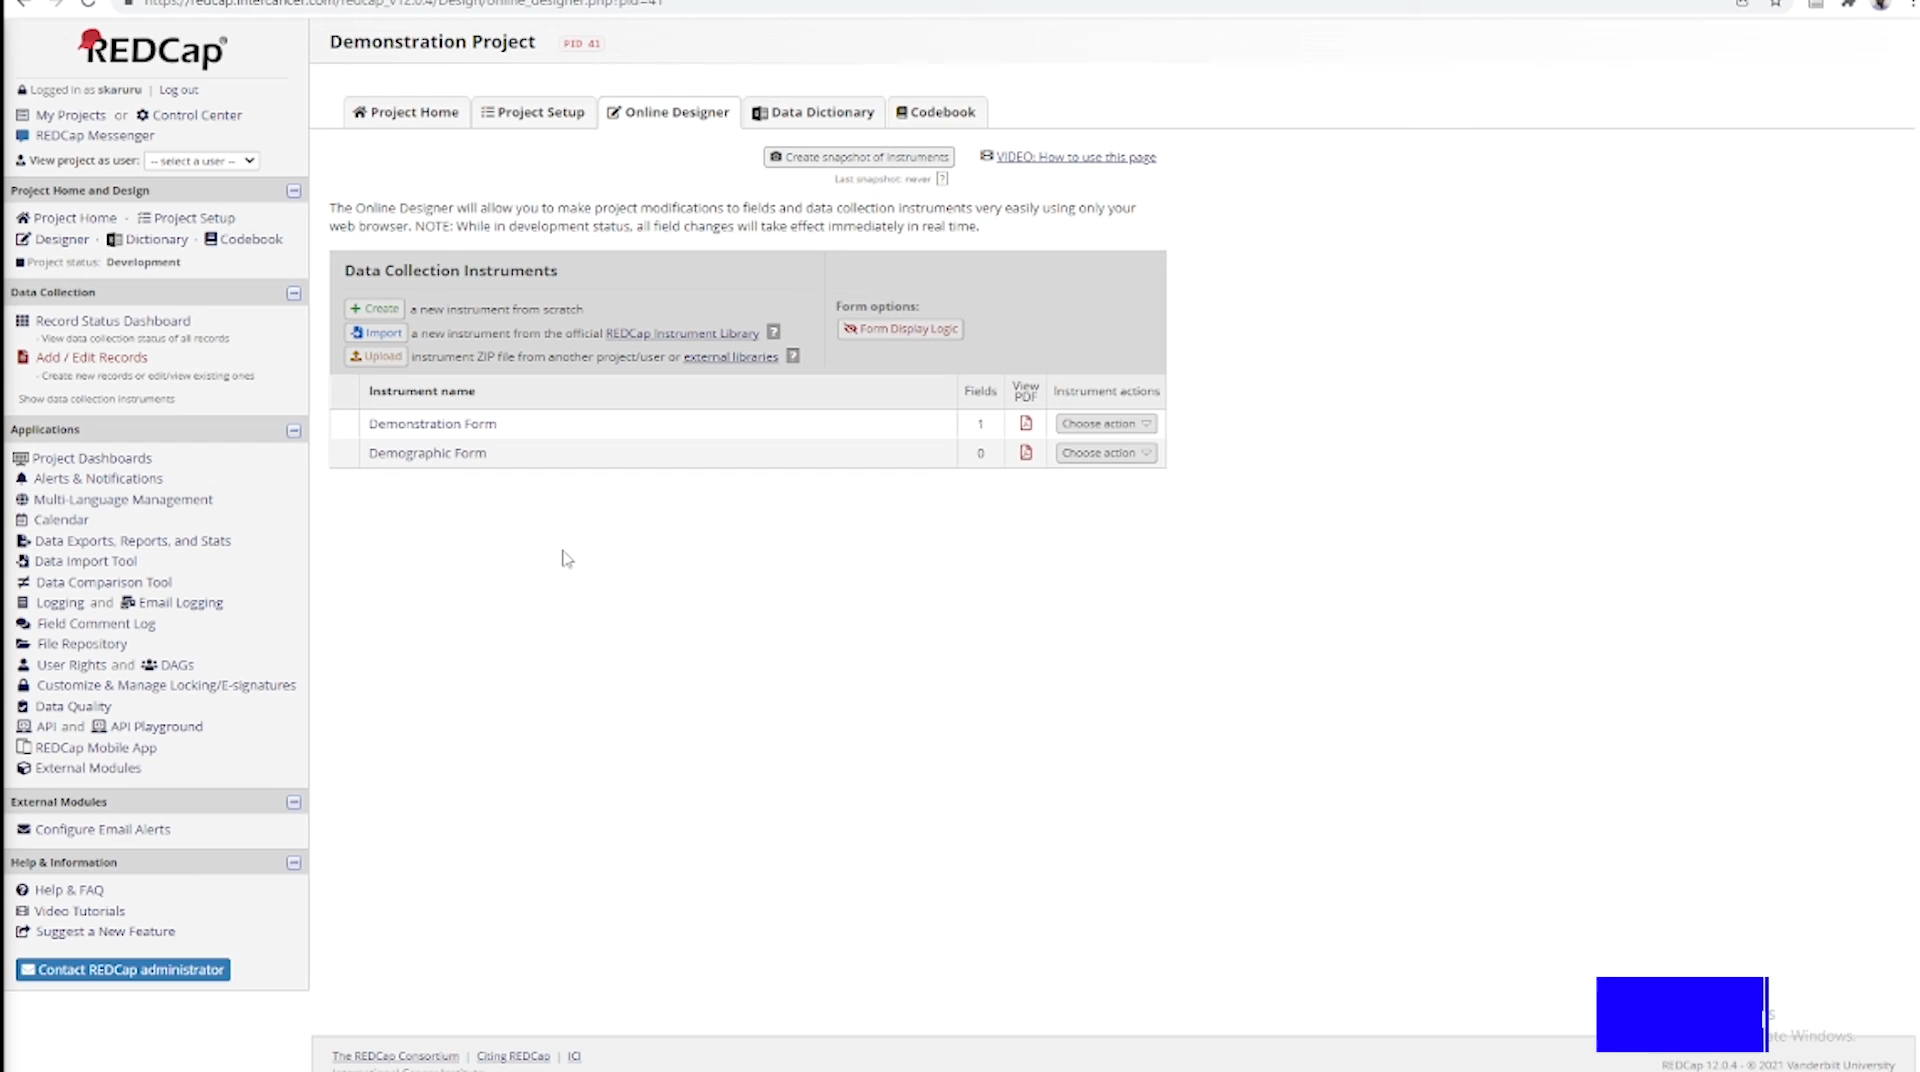 https://redcap.intercancer.com/redcap_v12.0.4/Design/online_designer.php?pid=41
REDCap
Logged in as skaruru | Log out
My Projects or Control Center
REDCap Messenger
View project as user: -- select a user --
Project Home and Design
Project Home · Project Setup
Designer · Dictionary · Codebook
Project status: Development
Data Collection
Record Status Dashboard
- View data collection status of all records
Add / Edit Records
- Create new records or edit/view existing ones
Show data collection instruments
Applications
Project Dashboards
Alerts & Notifications
Multi-Language Management
Calendar
Data Exports, Reports, and Stats
Data Import Tool
Data Comparison Tool
Logging and Email Logging
Field Comment Log
File Repository
User Rights and DAGs
Customize & Manage Locking/E-signatures
Data Quality
API and API Playground
REDCap Mobile App
External Modules
External Modules
Configure Email Alerts
Help & Information
Help & FAQ
Video Tutorials
Suggest a New Feature
Contact REDCap administrator
Demonstration Project PID 41
Project Home Project Setup Online Designer Data Dictionary Codebook
Create snapshot of instruments VIDEO: How to use this page
Last snapshot: never ?
The Online Designer will allow you to make project modifications to fields and data collection instruments very easily using only your
web browser. NOTE: While in development status, all field changes will take effect immediately in real time.
Data Collection Instruments
+ Create a new instrument from scratch
Import a new instrument from the official REDCap Instrument Library ?
Upload instrument ZIP file from another project/user or external libraries ?
Form options:
Form Display Logic
Instrument name Fields View PDF Instrument actions
Demonstration Form 1 Choose action
Demographic Form 0 Choose action
The REDCap Consortium | Citing REDCap | ICI
International Cancer Institute
Windows.
REDCap 12.0.4 - © 2021 Vanderbilt University